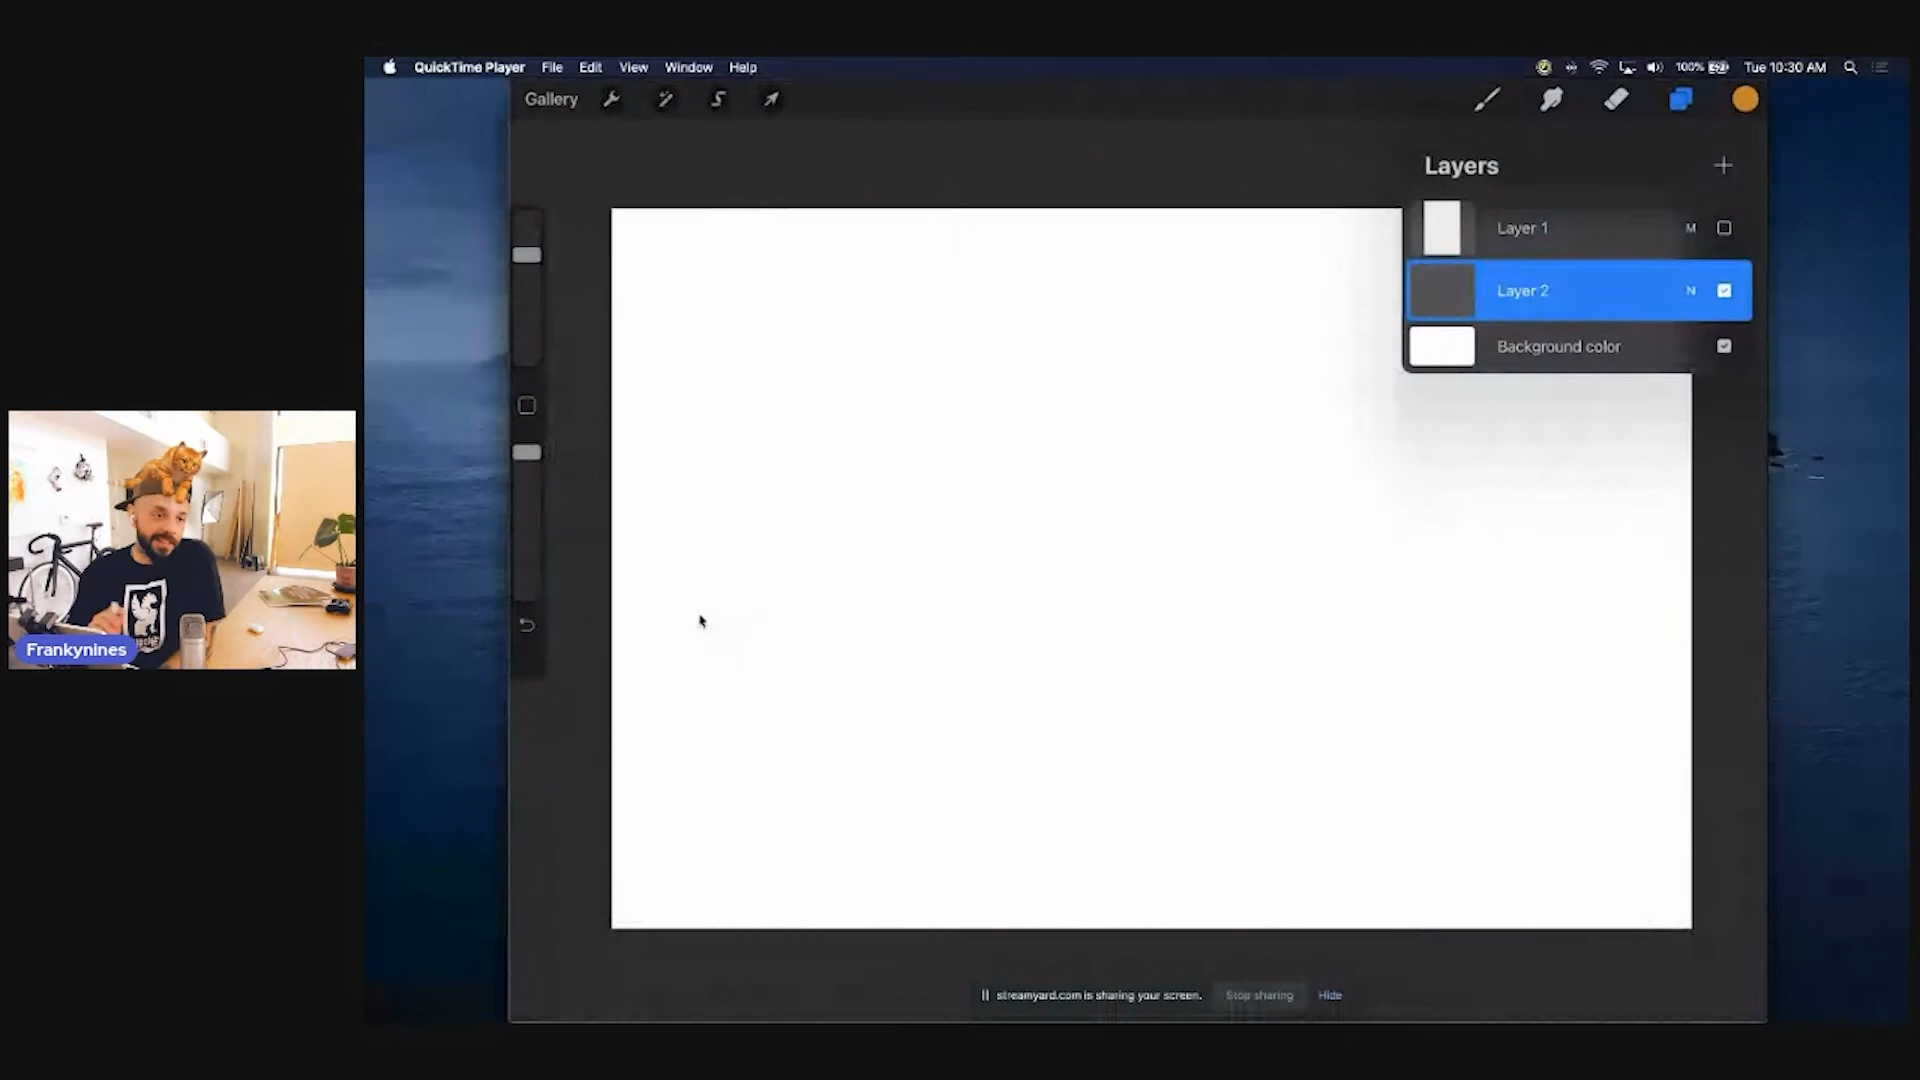 QuickTime Player File Edit View Window Help 100% Tue 10:30 AM
Gallery
Layers
Layer 1 M
Layer 2 N
Background color
Frankynines
streamyard.com is sharing your screen. Stop sharing Hide